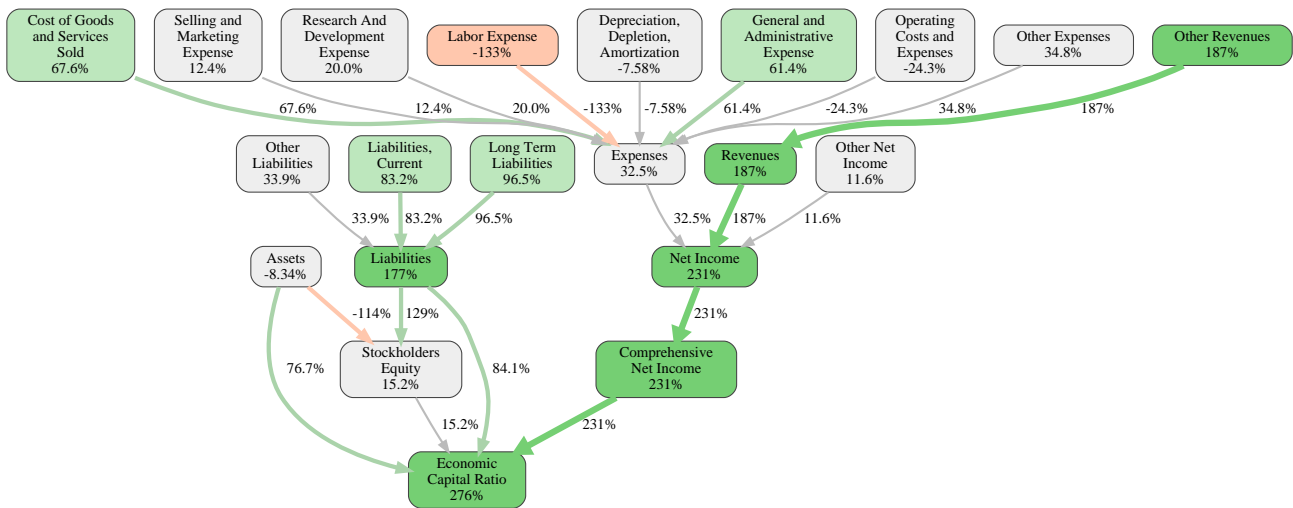 Cost of Goods
and Services
Sold
67.6%
Selling and
Marketing
Expense
12.4%
Research And
Development
Expense
20.0%
Labor Expense
-133%
Depreciation,
Depletion,
Amortization
-7.58%
General and
Administrative
Expense
61.4%
Operating
Costs and
Expenses
-24.3%
Other Expenses
34.8%
Other Revenues
187%
67.6%
12.4%
20.0%
-133%
-7.58%
61.4%
-24.3%
34.8%
187%
Other
Liabilities
33.9%
Liabilities,
Current
83.2%
Long Term
Liabilities
96.5%
Expenses
32.5%
Revenues
187%
Other Net
Income
11.6%
33.9%
83.2%
96.5%
32.5%
187%
11.6%
Assets
-8.34%
Liabilities
177%
Net Income
231%
-114%
129%
231%
76.7%
Stockholders
Equity
15.2%
84.1%
Comprehensive
Net Income
231%
15.2%
231%
Economic
Capital Ratio
276%